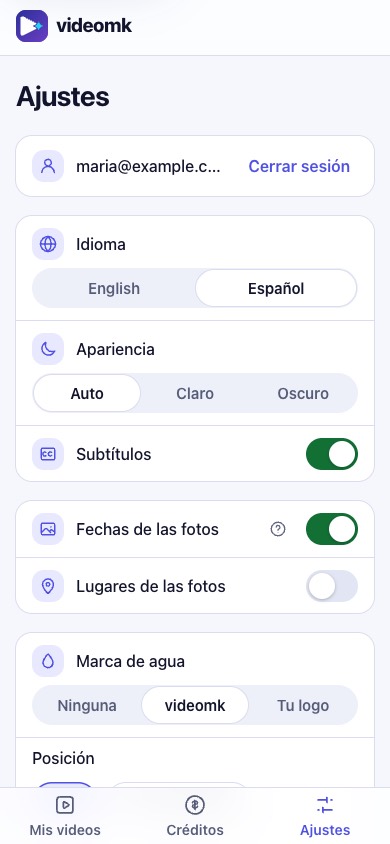 videomk
Ajustes
maria@example.c... Cerrar sesión
Idioma
English Español
Apariencia
Auto Claro Oscuro
CC Subtítulos
Fechas de las fotos ?
Lugares de las fotos
Marca de agua
Ninguna videomk Tu logo
Posición
Mis videos Créditos Ajustes